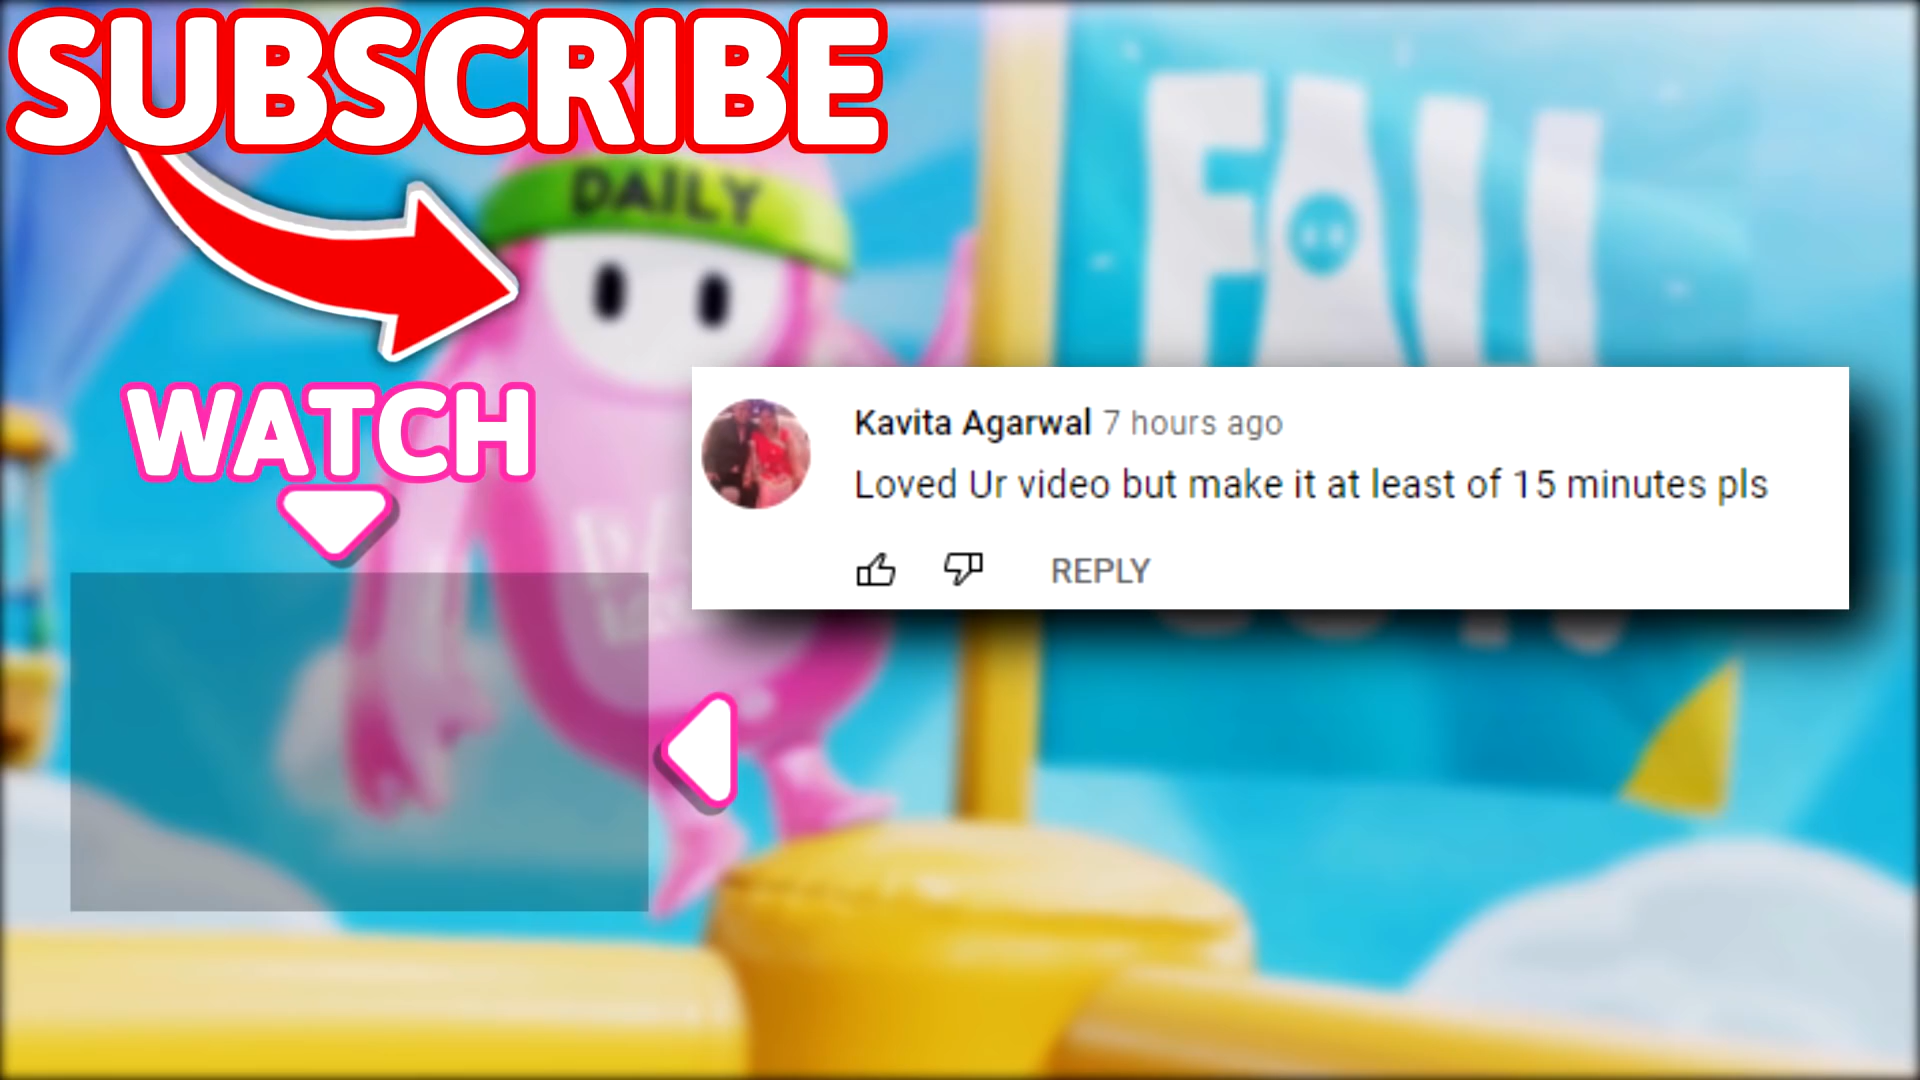 SUBSCRIBE
DAILY
FALL
WATCH
Kavita Agarwal 7 hours ago
Loved Ur video but make it at least of 15 minutes pls
REPLY